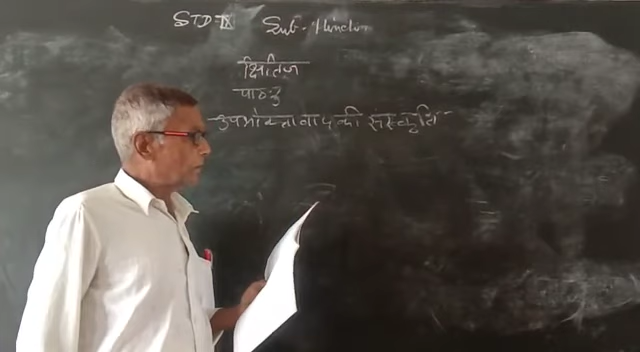 STD IX Sub-Hindi
क्षितिज
पाठ:3
उपभोक्तावाद की संस्कृति